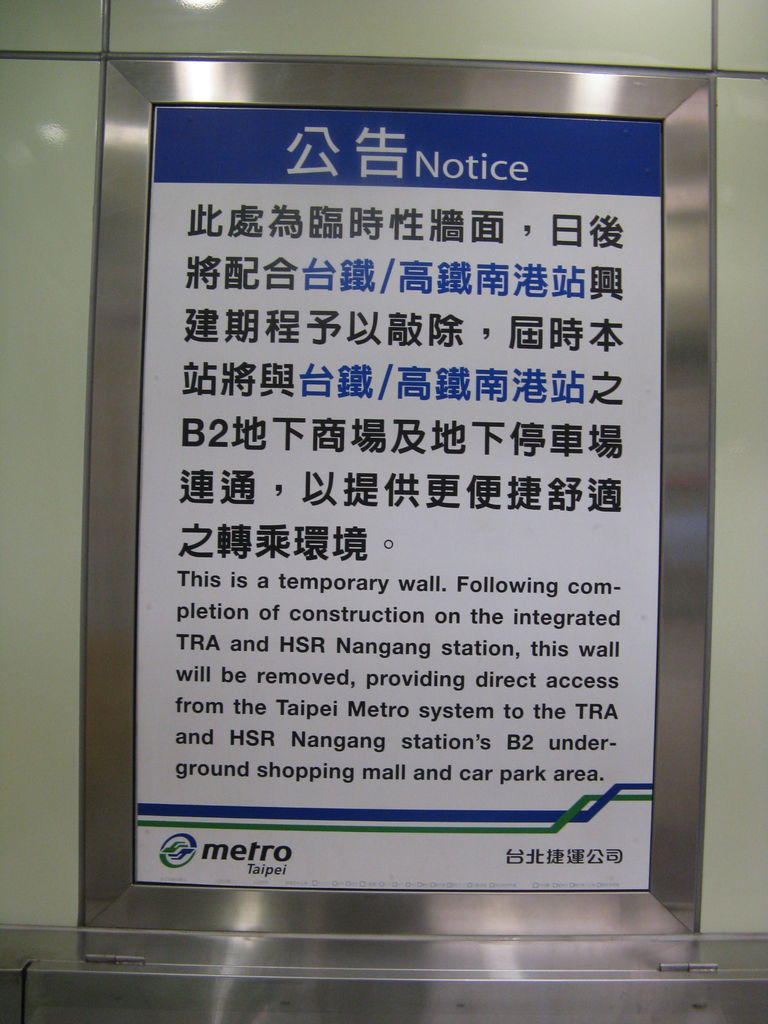 公告 Notice
此處為臨時性牆面，日後
將配合台鐵/高鐵南港站興
建期程予以敲除，屆時本
站將與台鐵/高鐵南港站之
B2地下商場及地下停車場
連通，以提供更便捷舒適
之轉乘環境。
This is a temporary wall. Following com-
pletion of construction on the integrated
TRA and HSR Nangang station, this wall
will be removed, providing direct access
from the Taipei Metro system to the TRA
and HSR Nangang station's B2 under-
ground shopping mall and car park area.
metro
Taipei
台北捷運公司